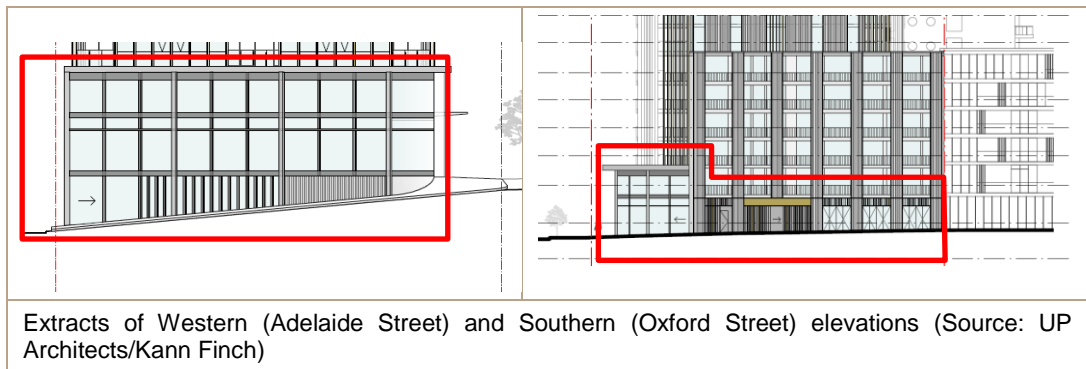 Extracts of Western (Adelaide Street) and Southern (Oxford Street) elevations (Source: UP
Architects/Kann Finch)